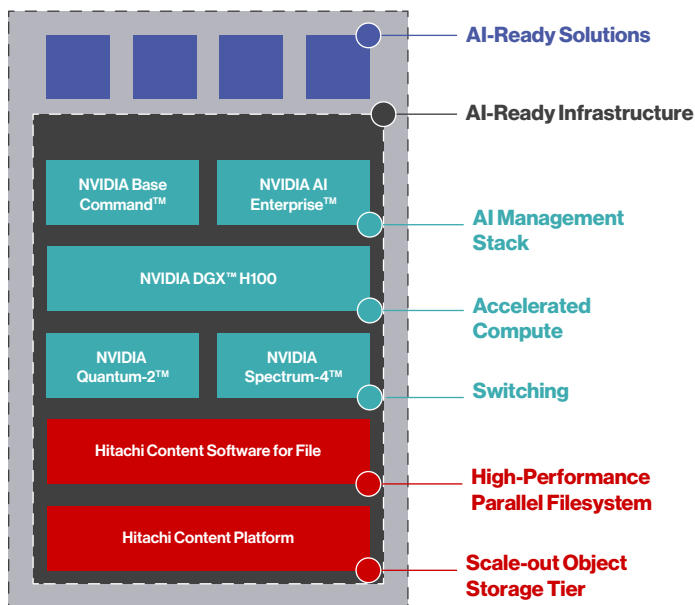 AI-Ready Solutions
AI-Ready Infrastructure
NVIDIA Base
Command™
NVIDIA AI
Enterprise™
AI Management
Stack
NVIDIA DGX™ H100
Accelerated
Compute
NVIDIA
Quantum-2™
NVIDIA
Spectrum-4™
Switching
Hitachi Content Software for File
High-Performance
Parallel Filesystem
Hitachi Content Platform
Scale-out Object
Storage Tier